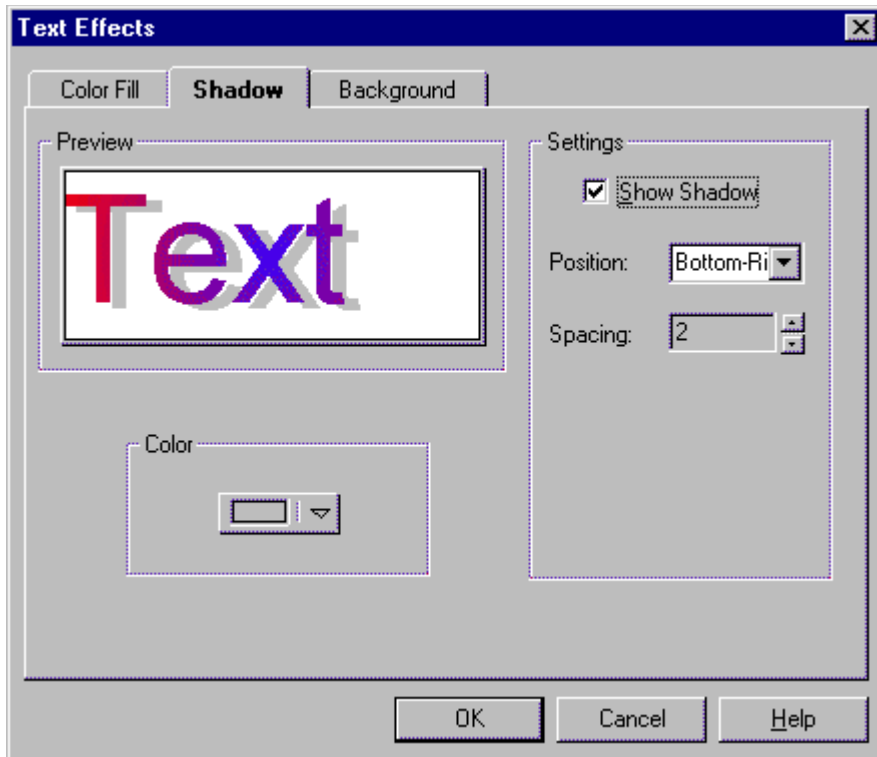 Text Effects
Color Fill Shadow Background
Preview
Text
Settings
Show Shadow
Position: Bottom-Ri
Spacing: 2
Color
OK Cancel Help